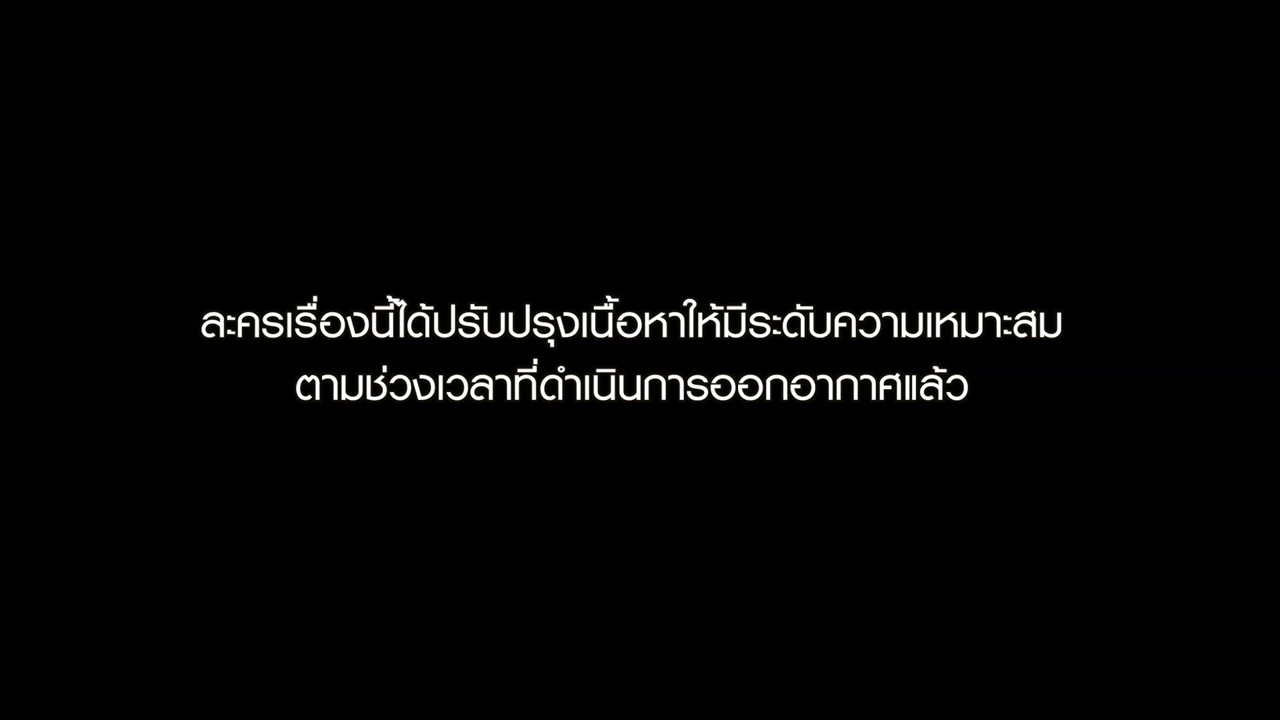 ละครเรื่องนี้ได้ปรับปรุงเนื้อหาให้มีระดับความเหมาะสม
ตามช่วงเวลาที่ดำเนินการออกอากาศแล้ว